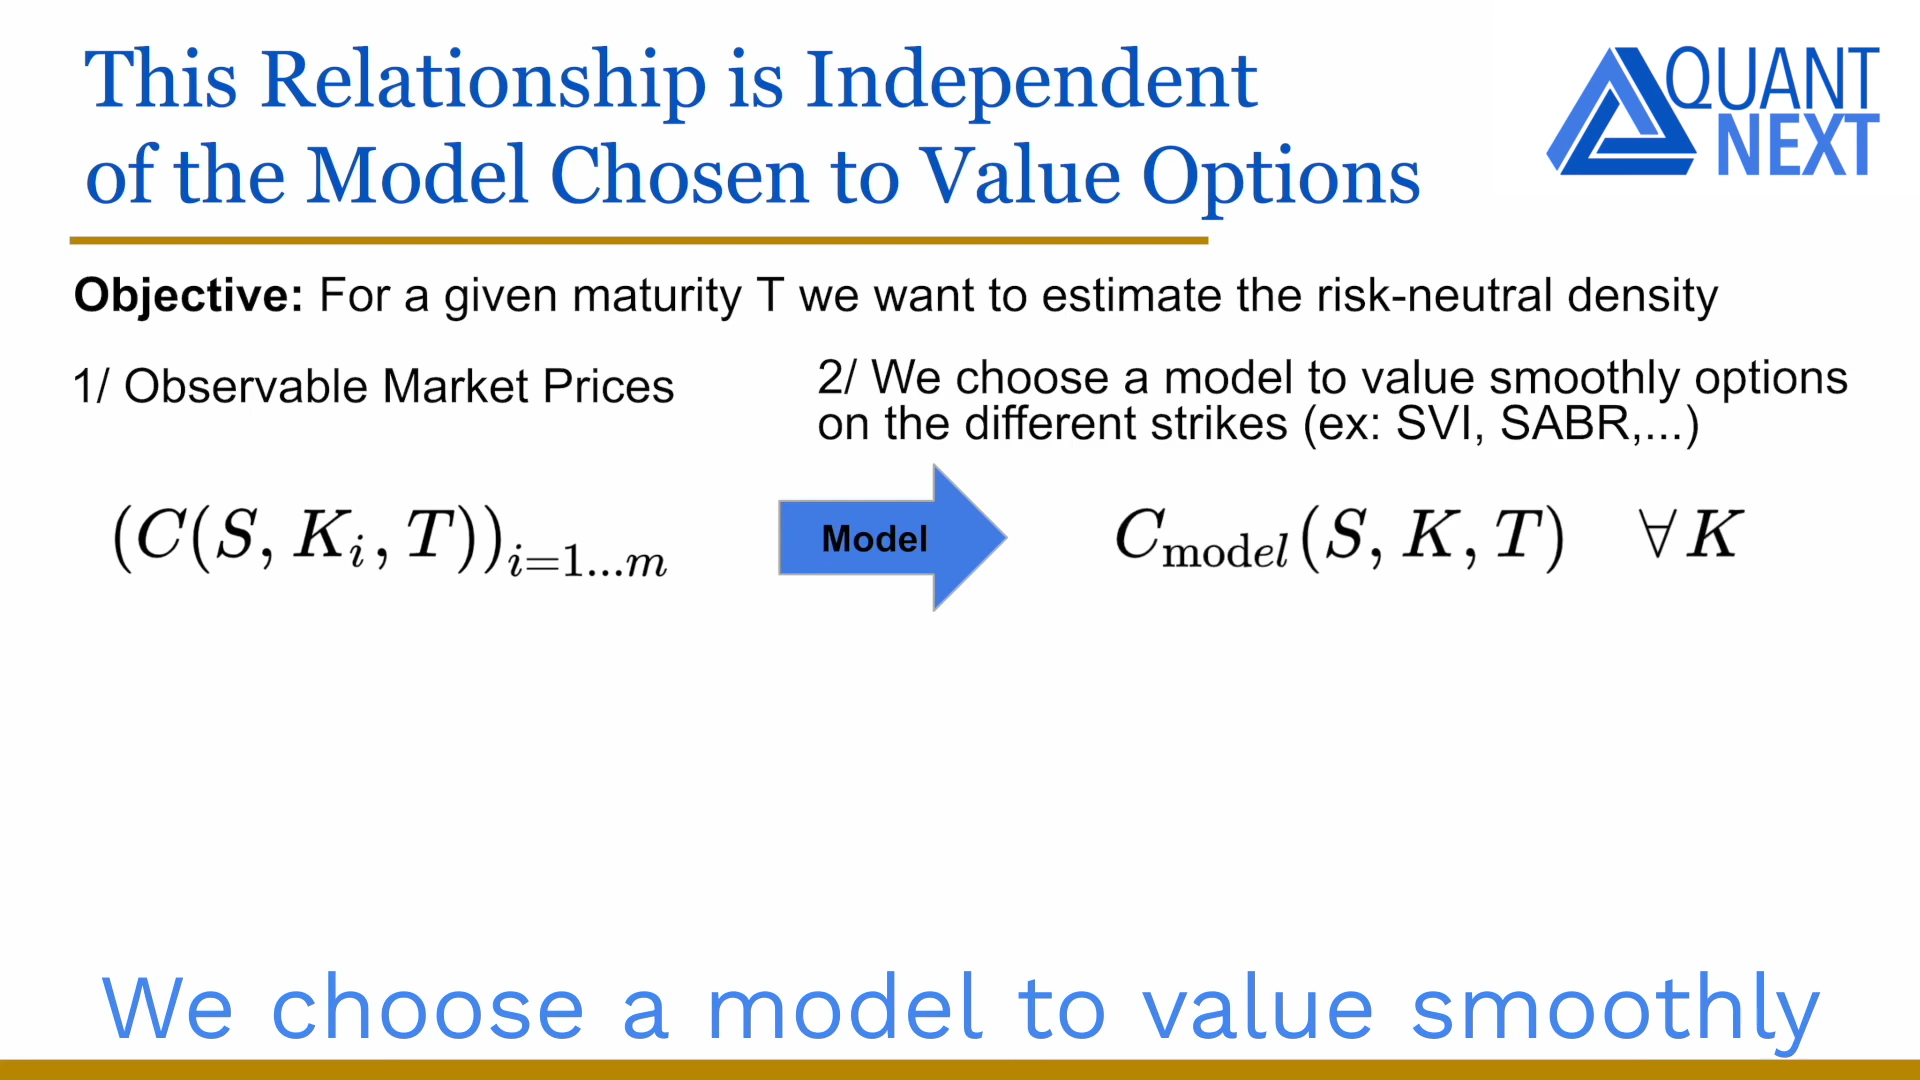 This Relationship is Independent
of the Model Chosen to Value Options
QUANT
NEXT
Objective: For a given maturity T we want to estimate the risk-neutral density
1/ Observable Market Prices
2/ We choose a model to value smoothly options
on the different strikes (ex: SVI, SABR,...)
(C(S, K_i, T))_{i=1...m}
Model
C_{model}(S, K, T) ∀K
We choose a model to value smoothly